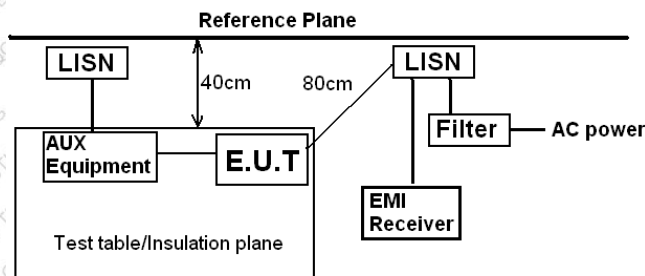 Reference Plane
LISN
40cm
80cm
LISN
AUX
Equipment
E.U.T
Filter
AC power
EMI
Receiver
Test table/Insulation plane